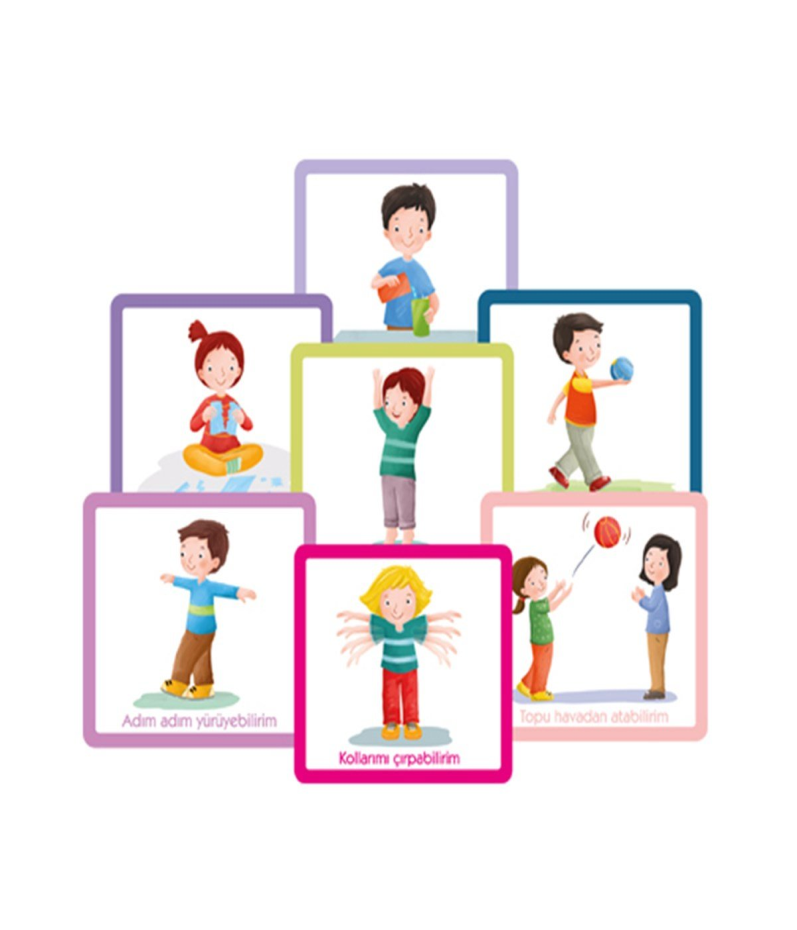 Adım adım yürüyebilirim
Topu havadan atabilirim
Kollarımı çırpabilirim